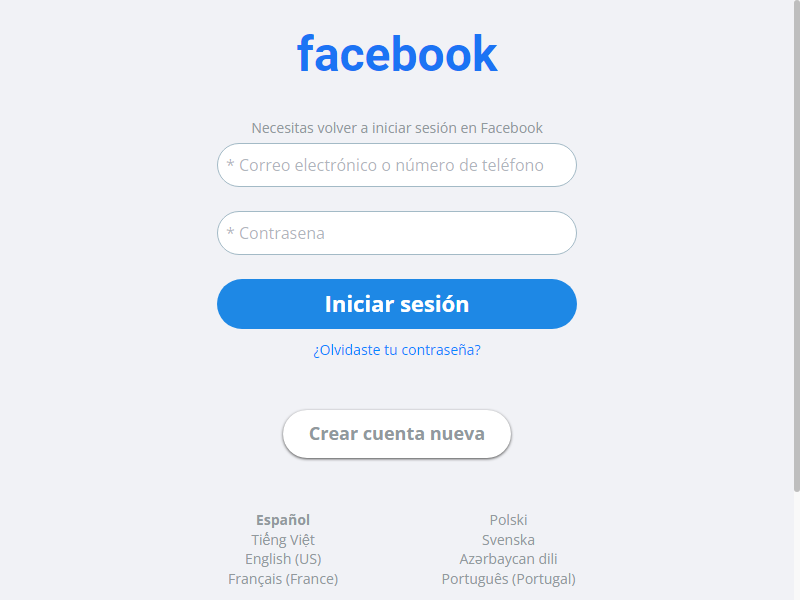 facebook
Necesitas volver a iniciar sesión en Facebook
* Correo electrónico o número de teléfono
* Contrasena
Iniciar sesión
¿Olvidaste tu contraseña?
Crear cuenta nueva
Español
Polski
Tiếng Việt
Svenska
English (US)
Azərbaycan dili
Français (France)
Português (Portugal)